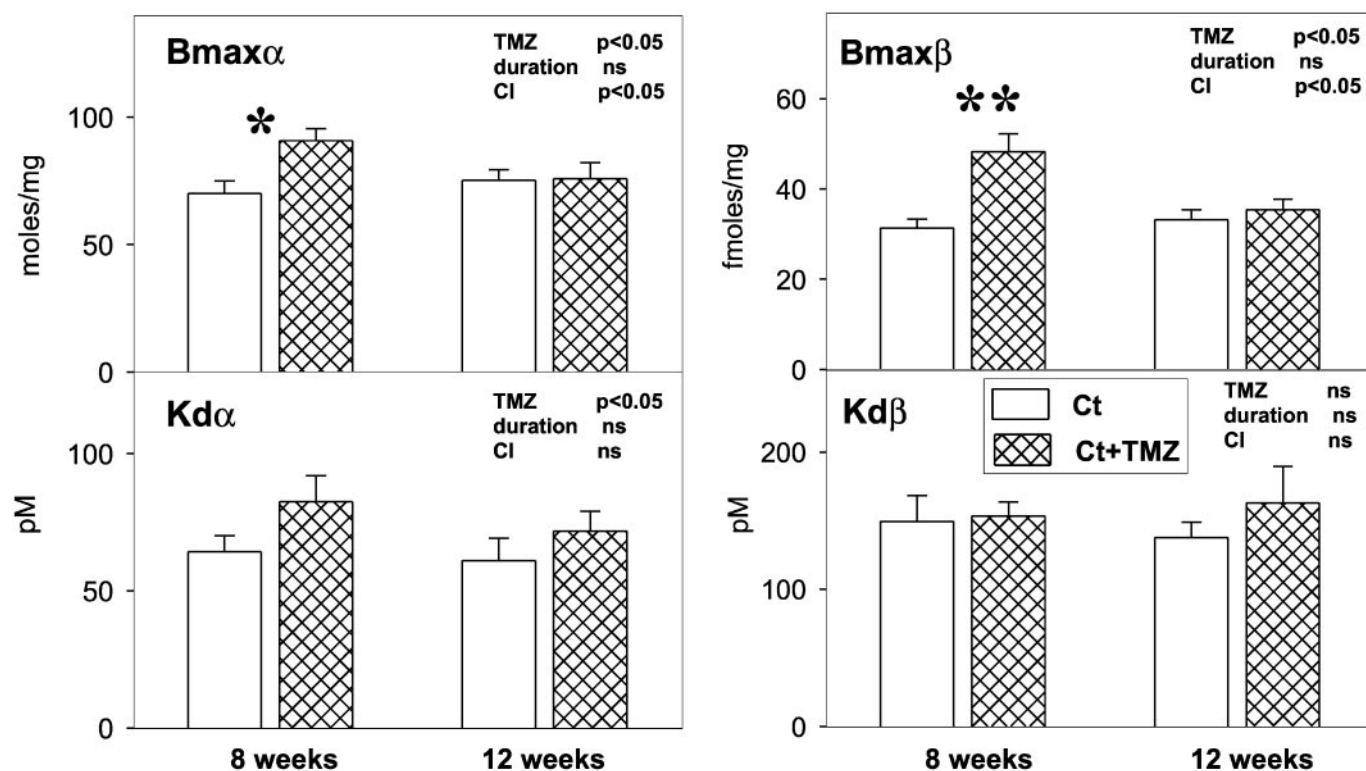 Bmaxα
TMZ p<0.05
duration ns
CI p<0.05
*
100
50
0
moles/mg
Bmaxβ
TMZ p<0.05
duration ns
CI p<0.05
**
60
40
20
0
fmoles/mg
Kdα
TMZ p<0.05
duration ns
CI ns
100
50
0
pM
8 weeks 12 weeks
Kdβ
Ct
Ct+TMZ
TMZ ns
duration ns
CI ns
200
100
0
pM
8 weeks 12 weeks